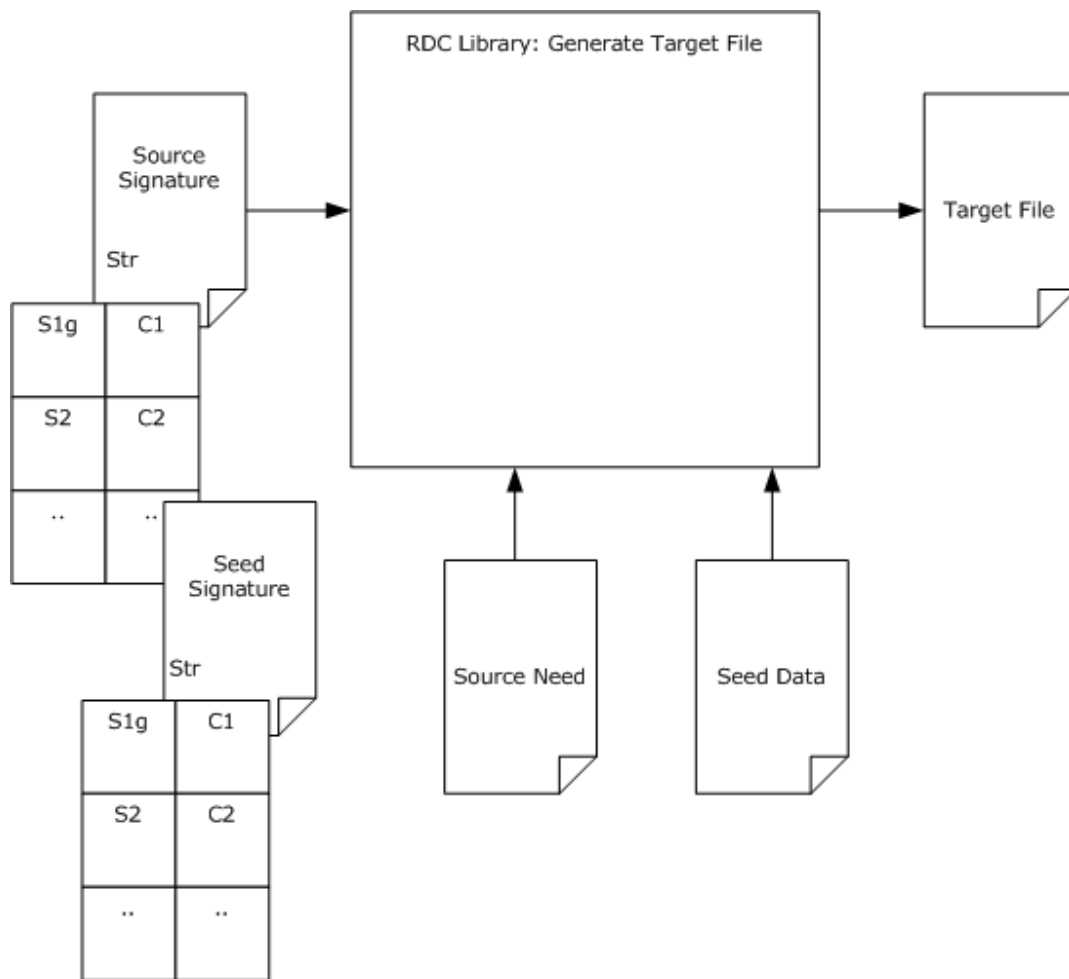 RDC Library: Generate Target File
Source
Signature
Str
Target File
S1g
C1
S2
C2
..
..
Seed
Signature
Str
Source Need
Seed Data
S1g
C1
S2
C2
..
..